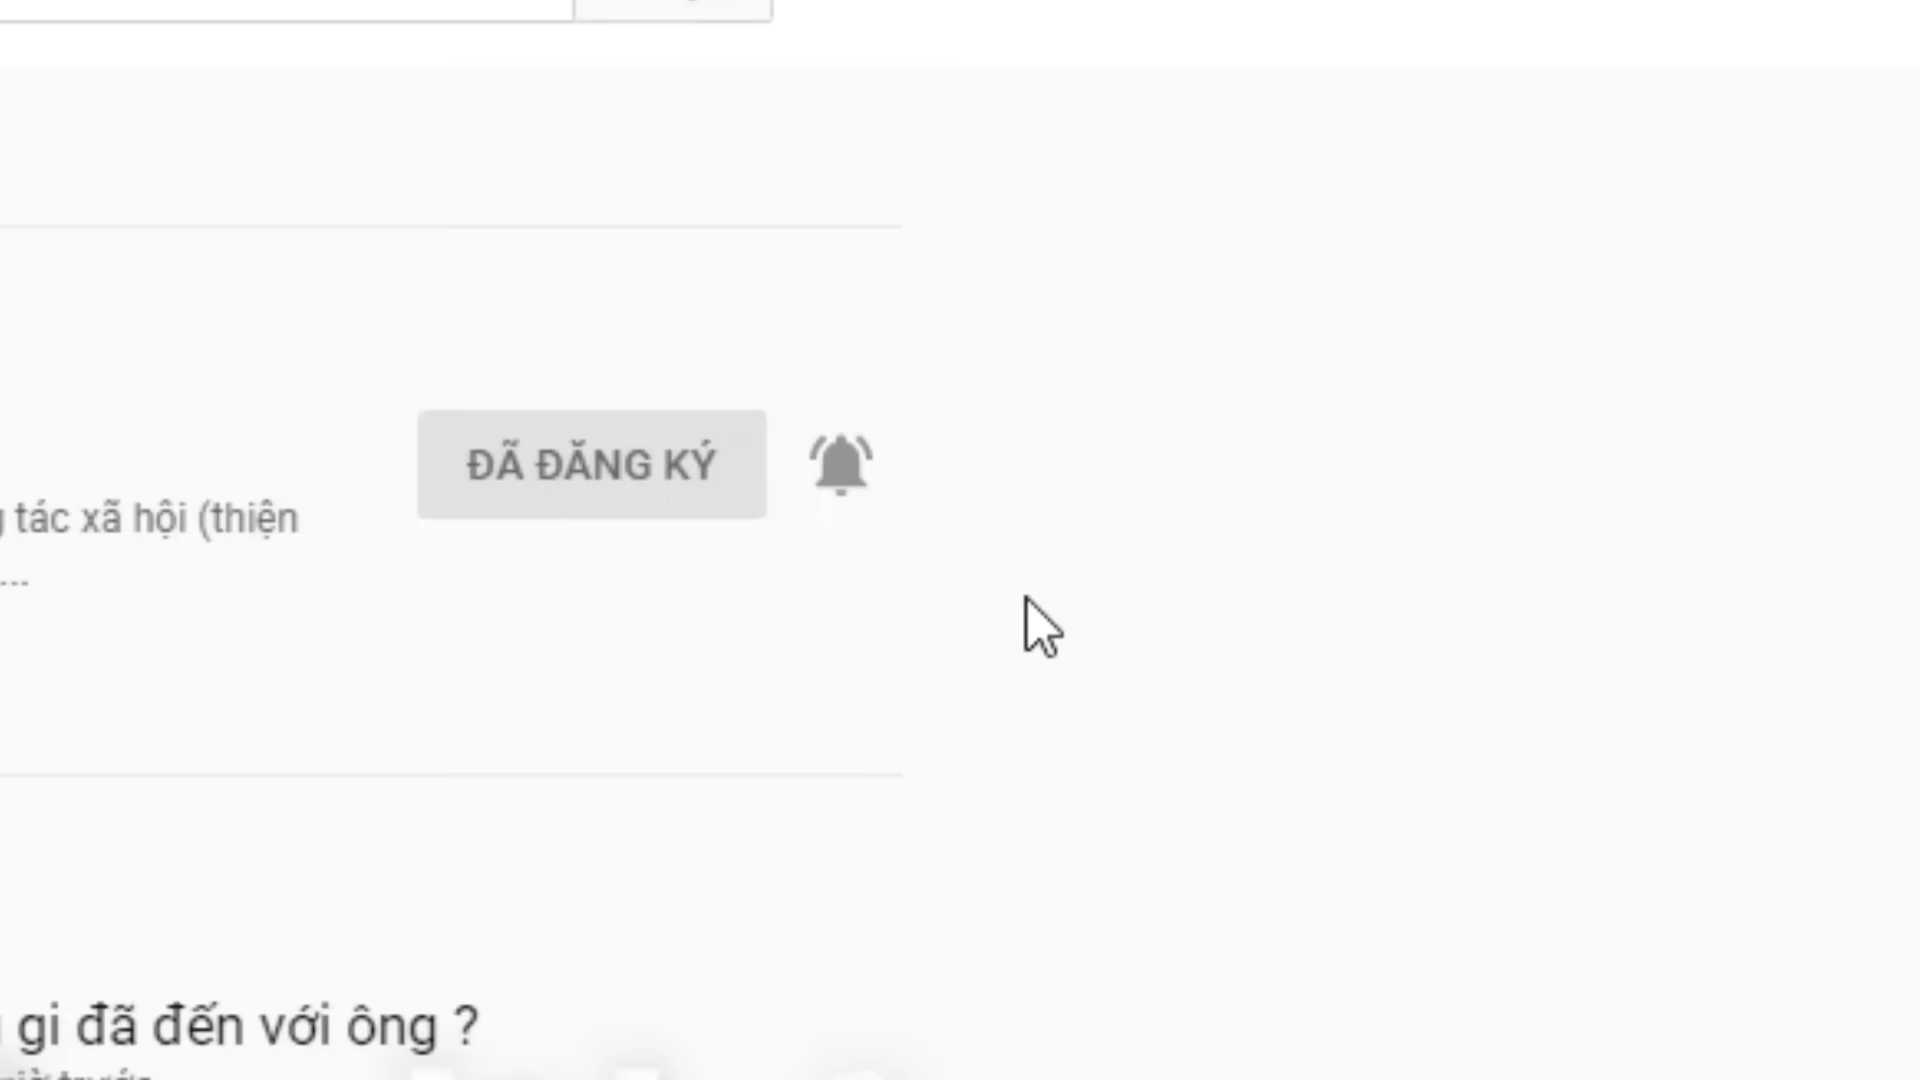 ĐÃ ĐĂNG KÝ
tác xã hội (thiện
...
gi đã đến với ông ?